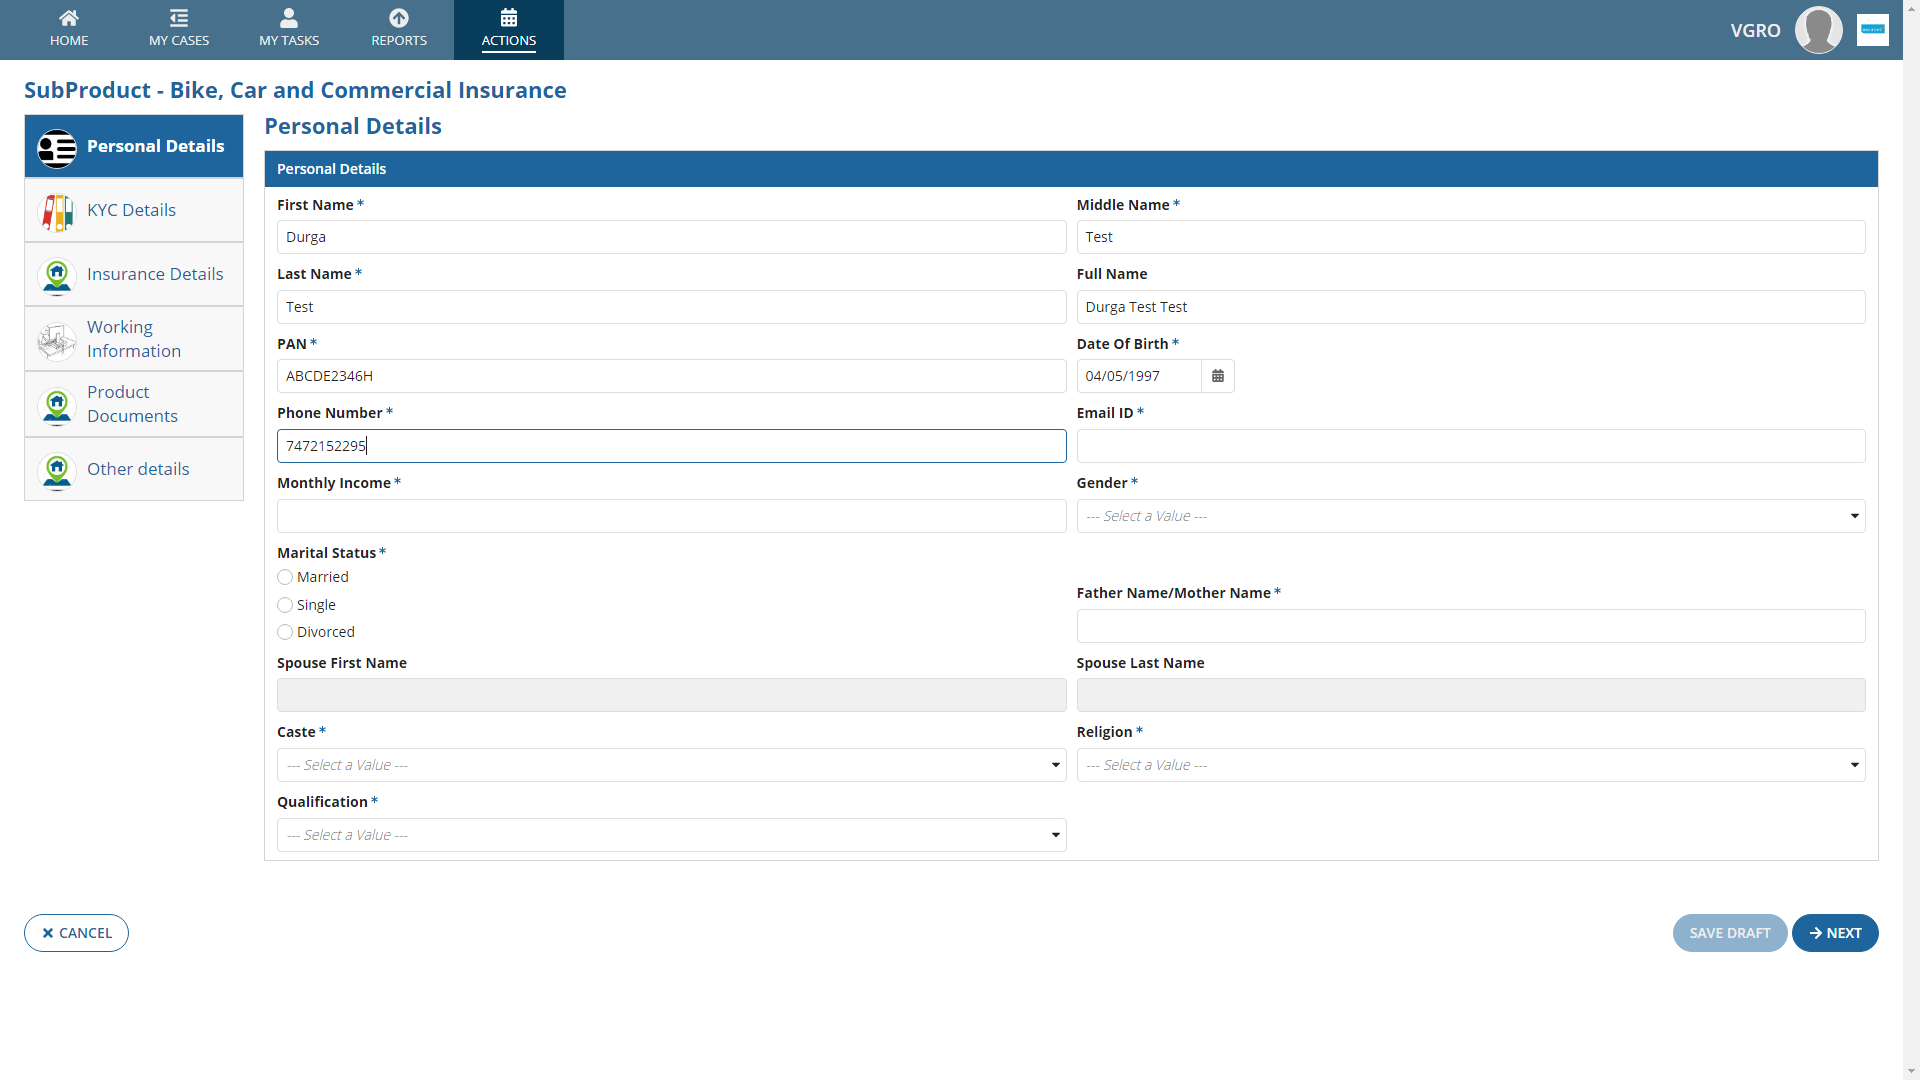 HOME
MY CASES
MY TASKS
REPORTS
ACTIONS
VGRO
SubProduct - Bike, Car and Commercial Insurance
Personal Details
KYC Details
Insurance Details
Working
Information
Product
Documents
Other details
Personal Details
Personal Details
First Name *
Durga
Middle Name *
Test
Last Name *
Test
Full Name
Durga Test Test
PAN *
ABCDE2346H
Date Of Birth *
04/05/1997
Phone Number *
7472152295
Email ID *
Monthly Income *
Gender *
--- Select a Value ---
Marital Status *
Married
Single
Divorced
Father Name/Mother Name *
Spouse First Name
Spouse Last Name
Caste *
--- Select a Value ---
Religion *
--- Select a Value ---
Qualification *
--- Select a Value ---
CANCEL
SAVE DRAFT
NEXT